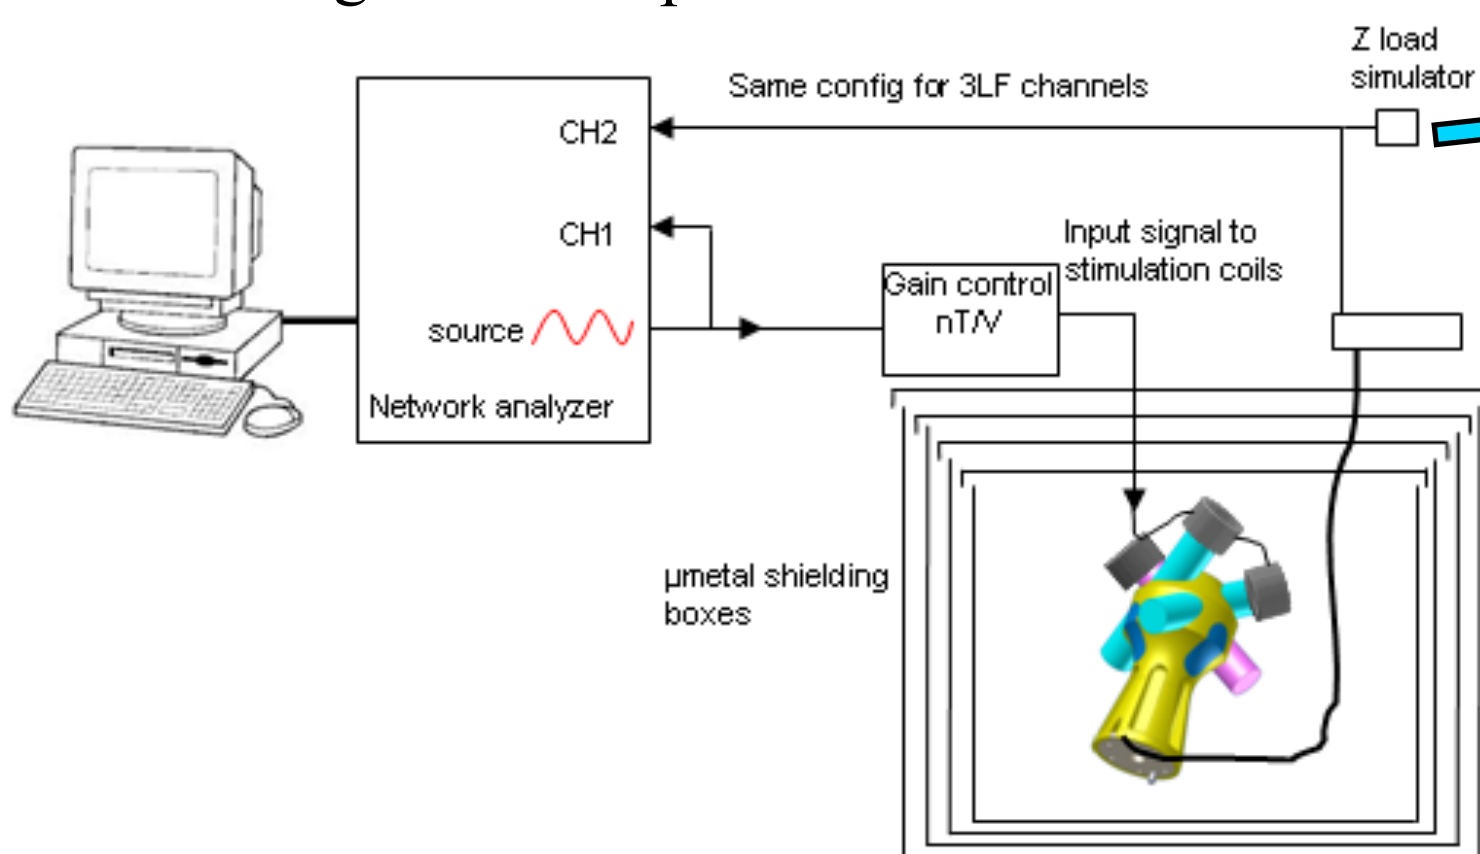 Z load
simulator
Same config for 3LF channels
CH2
CH1
Input signal to
stimulation coils
Gain control
nT/V
source
Network analyzer
µmetal shielding
boxes